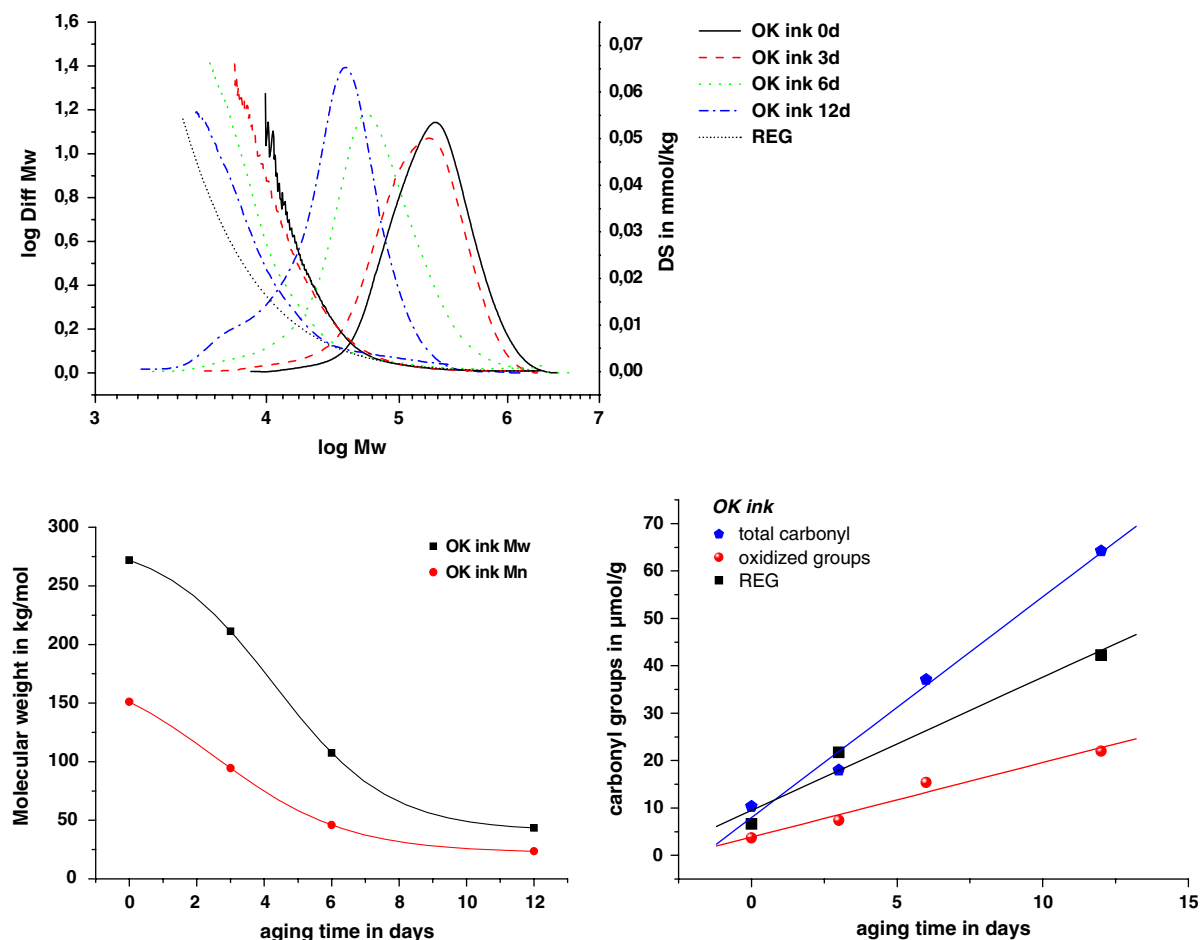 1,6
1,4
1,2
1,0
0,8
0,6
0,4
0,2
0,0
log Diff Mw
3
4
5
6
7
log Mw
0,07
0,06
0,05
0,04
0,03
0,02
0,01
0,00
DS in mmol/kg
OK ink 0d
OK ink 3d
OK ink 6d
OK ink 12d
REG
300
250
200
150
100
50
0
Molecular weight in kg/mol
OK ink Mw
OK ink Mn
0 2 4 6 8 10 12
aging time in days
70
60
50
40
30
20
10
0
carbonyl groups in µmol/g
OK ink
total carbonyl
oxidized groups
REG
0 5 10 15
aging time in days